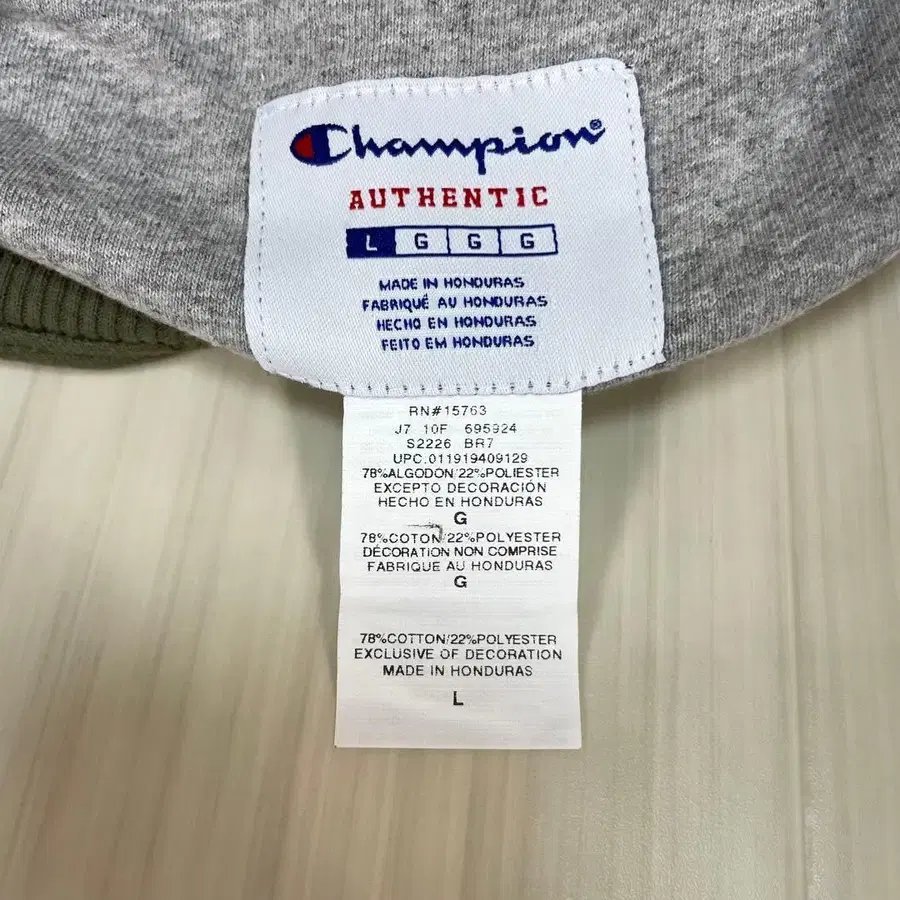 Champion®
AUTHENTIC
L G G G
MADE IN HONDURAS
FABRIQUÉ AU HONDURAS
HECHO EN HONDURAS
FEITO EM HONDURAS
RN#15763
J7 10F 695924
S2226 BR7
UPC.011919409129
78%ALGODON/22%POLIESTER
EXCEPTO DECORACIÓN
HECHO EN HONDURAS
G
78%COTON/22%POLYESTER
DÉCORATION NON COMPRISE
FABRIQUE AU HONDURAS
G
78%COTTON/22%POLYESTER
EXCLUSIVE OF DECORATION
MADE IN HONDURAS
L